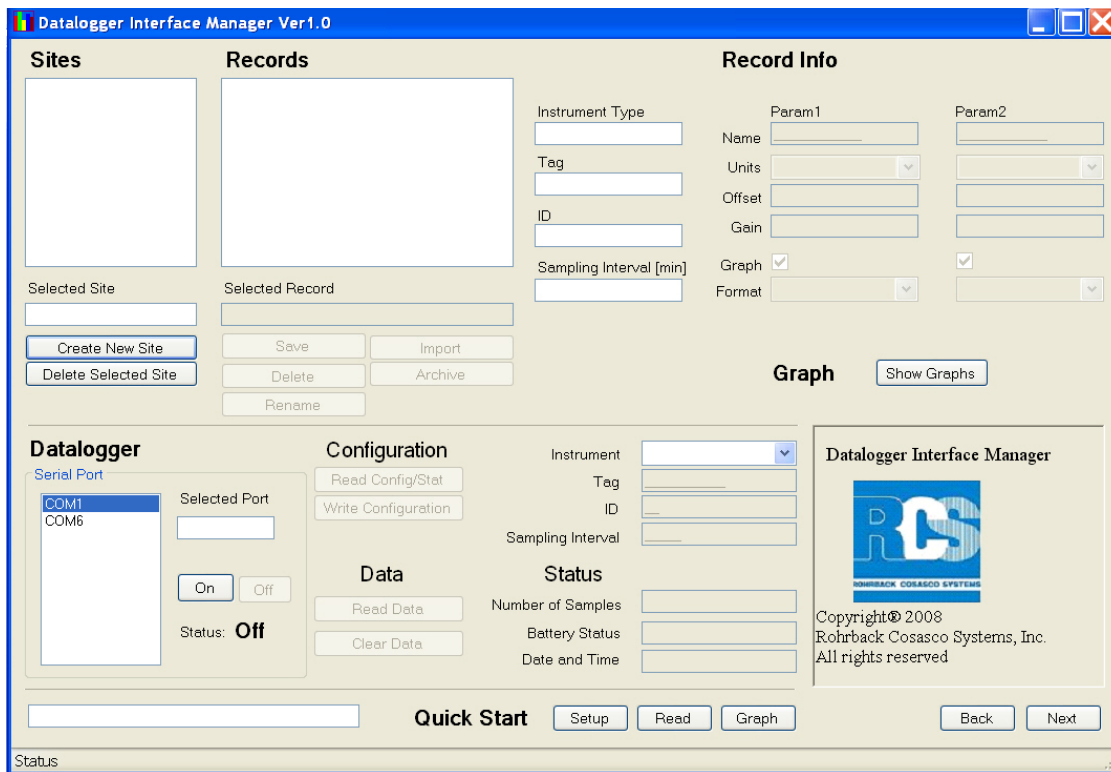 Datalogger Interface Manager Ver1.0
Sites
Records
Record Info
Instrument Type
Tag
ID
Sampling Interval [min]
Param1
Param2
Name
Units
Offset
Gain
Graph
Format
Selected Site
Selected Record
Create New Site
Delete Selected Site
Save
Import
Delete
Archive
Rename
Graph
Show Graphs
Datalogger
Serial Port
COM1
COM6
Selected Port
On
Off
Status: Off
Configuration
Read Config/Stat
Write Configuration
Data
Read Data
Clear Data
Instrument
Tag
ID
Sampling Interval
Status
Number of Samples
Battery Status
Date and Time
Datalogger Interface Manager
RCS
ROHRBACK COSASCO SYSTEMS
Copyright® 2008
Rohrback Cosasco Systems, Inc.
All rights reserved
Quick Start
Setup
Read
Graph
Back
Next
Status